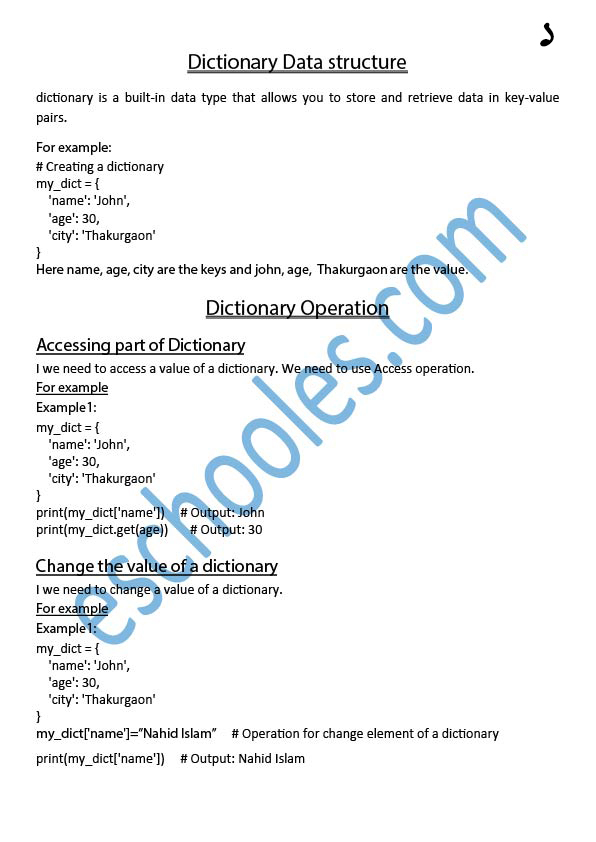 ১
Dictionary Data structure
dictionary is a built-in data type that allows you to store and retrieve data in key-value
pairs.
For example:
# Creating a dictionary
my_dict = {
    'name': 'John',
    'age': 30,
    'city': 'Thakurgaon'
}
Here name, age, city are the keys and john, age,  Thakurgaon are the value.
Dictionary Operation
Accessing part of Dictionary
I we need to access a value of a dictionary. We need to use Access operation.
For example
Example1:
my_dict = {
    'name': 'John',
    'age': 30,
    'city': 'Thakurgaon'
}
print(my_dict['name'])    # Output: John
print(my_dict.get(age))     # Output: 30
Change the value of a dictionary
I we need to change a value of a dictionary.
For example
Example1:
my_dict = {
    'name': 'John',
    'age': 30,
    'city': 'Thakurgaon'
}
my_dict['name']=”Nahid Islam”    # Operation for change element of a dictionary
print(my_dict['name'])    # Output: Nahid Islam
eschooles.com